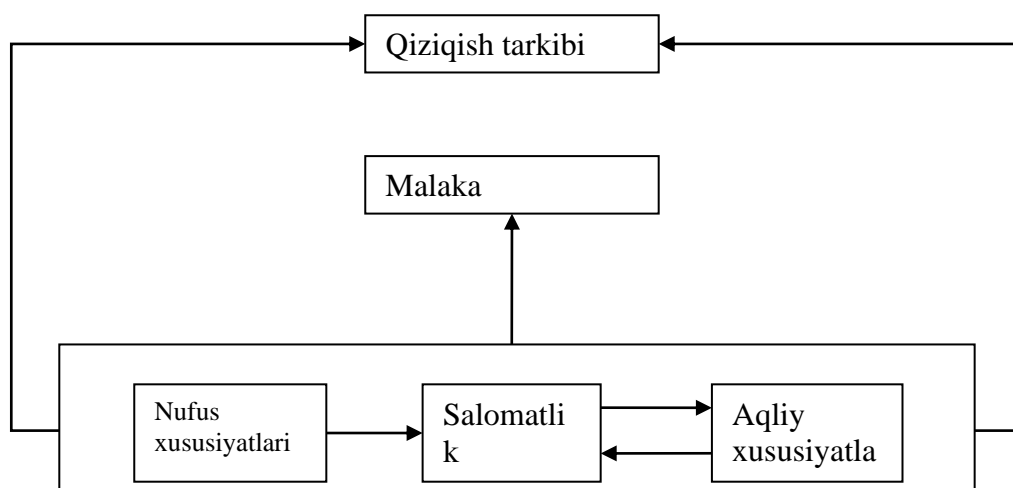 Qiziqish tarkibi
Malaka
Nufus
xususiyatlari
Salomatli
k
Aqliy
xususiyatla